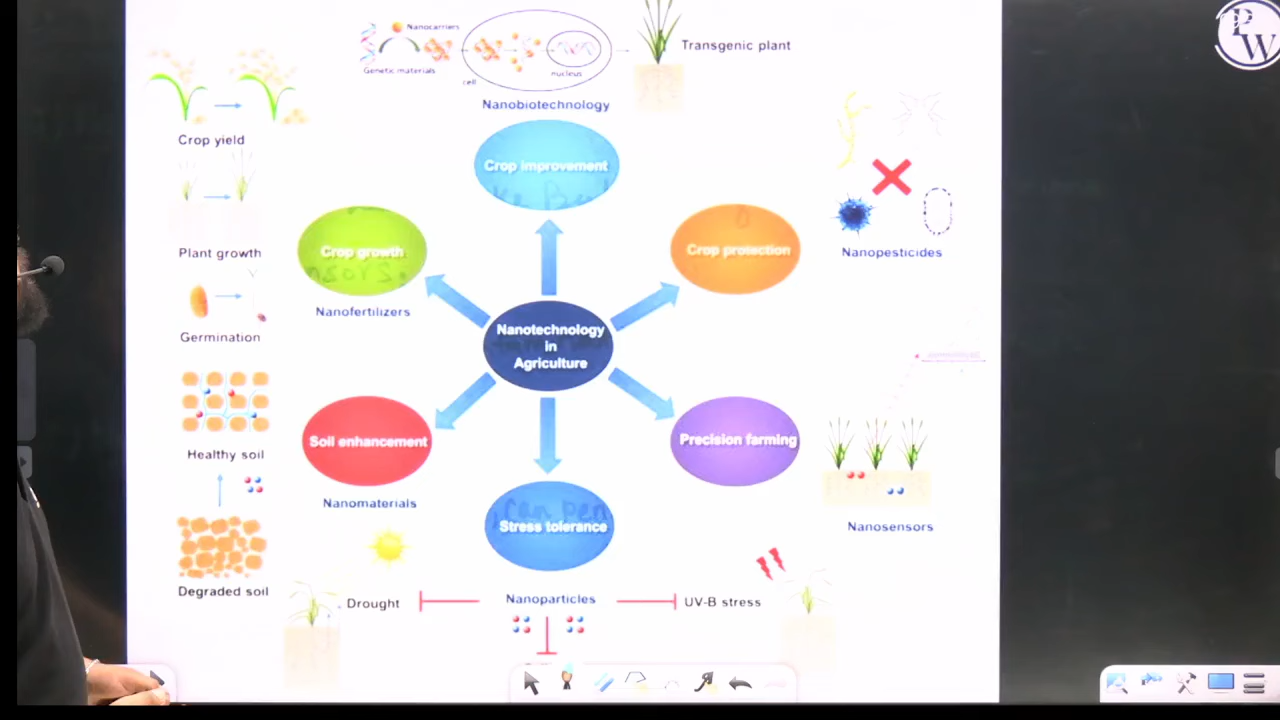 Nanocarriers
Genetic materials
cell
nucleus
Transgenic plant
Nanobiotechnology
Crop yield
Crop improvement
Plant growth
Crop growth
Nanofertilizers
Crop protection
Nanopesticides
Germination
Nanotechnology
in
Agriculture
Healthy soil
Soil enhancement
Nanomaterials
Precision farming
Nanosensors
Stress tolerance
Degraded soil
Drought
Nanoparticles
UV-B stress
PW